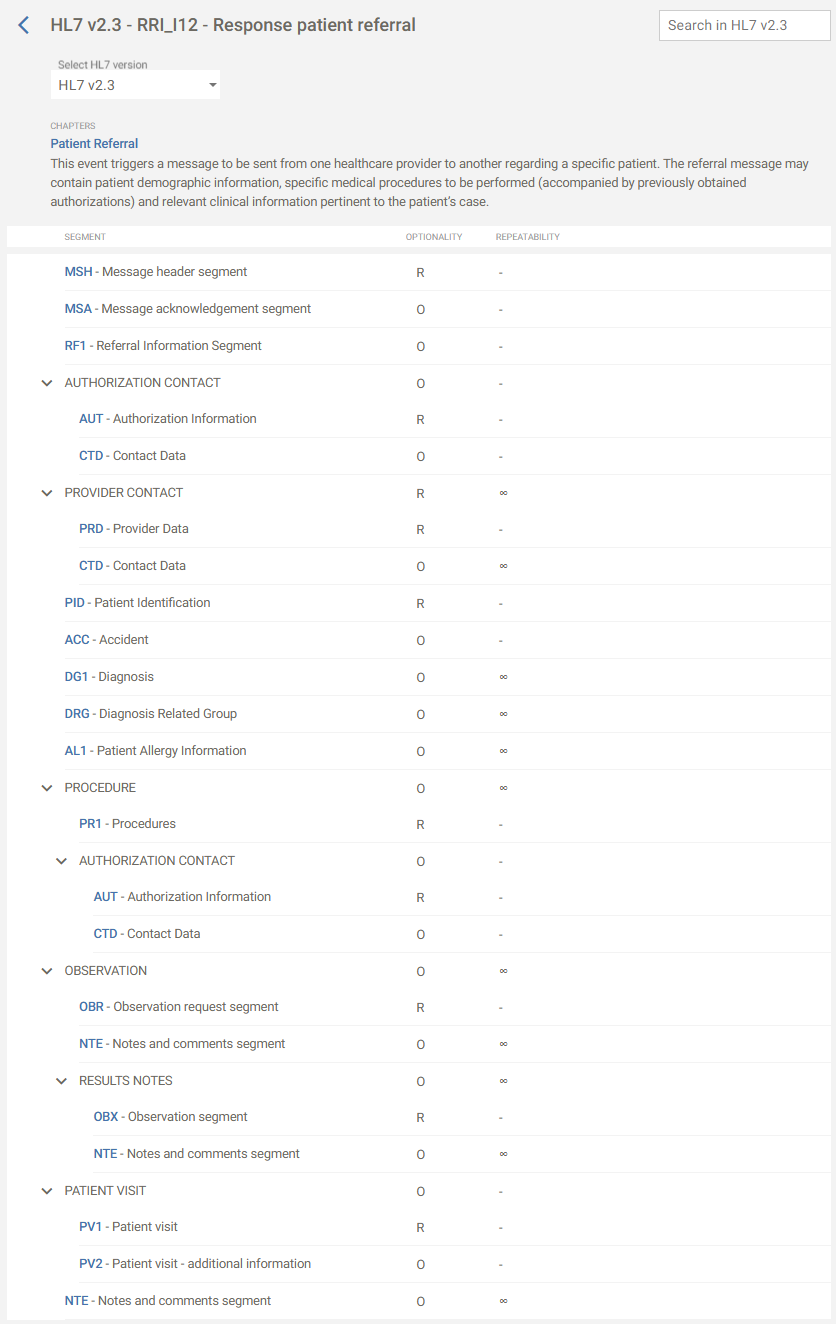 HL7 v2.3 - RRI_I12 - Response patient referral
Search in HL7 v2.3
Select HL7 version
HL7 v2.3
CHAPTERS
Patient Referral
This event triggers a message to be sent from one healthcare provider to another regarding a specific patient. The referral message may
contain patient demographic information, specific medical procedures to be performed (accompanied by previously obtained
authorizations) and relevant clinical information pertinent to the patient's case.
SEGMENT OPTIONALITY REPEATABILITY
MSH - Message header segment R -
MSA - Message acknowledgement segment O -
RF1 - Referral Information Segment O -
AUTHORIZATION CONTACT O -
AUT - Authorization Information R -
CTD - Contact Data O -
PROVIDER CONTACT R ∞
PRD - Provider Data R -
CTD - Contact Data O ∞
PID - Patient Identification R -
ACC - Accident O -
DG1 - Diagnosis O ∞
DRG - Diagnosis Related Group O ∞
AL1 - Patient Allergy Information O ∞
PROCEDURE O ∞
PR1 - Procedures R -
AUTHORIZATION CONTACT O -
AUT - Authorization Information R -
CTD - Contact Data O -
OBSERVATION O ∞
OBR - Observation request segment R -
NTE - Notes and comments segment O ∞
RESULTS NOTES O ∞
OBX - Observation segment R -
NTE - Notes and comments segment O ∞
PATIENT VISIT O -
PV1 - Patient visit R -
PV2 - Patient visit - additional information O -
NTE - Notes and comments segment O ∞